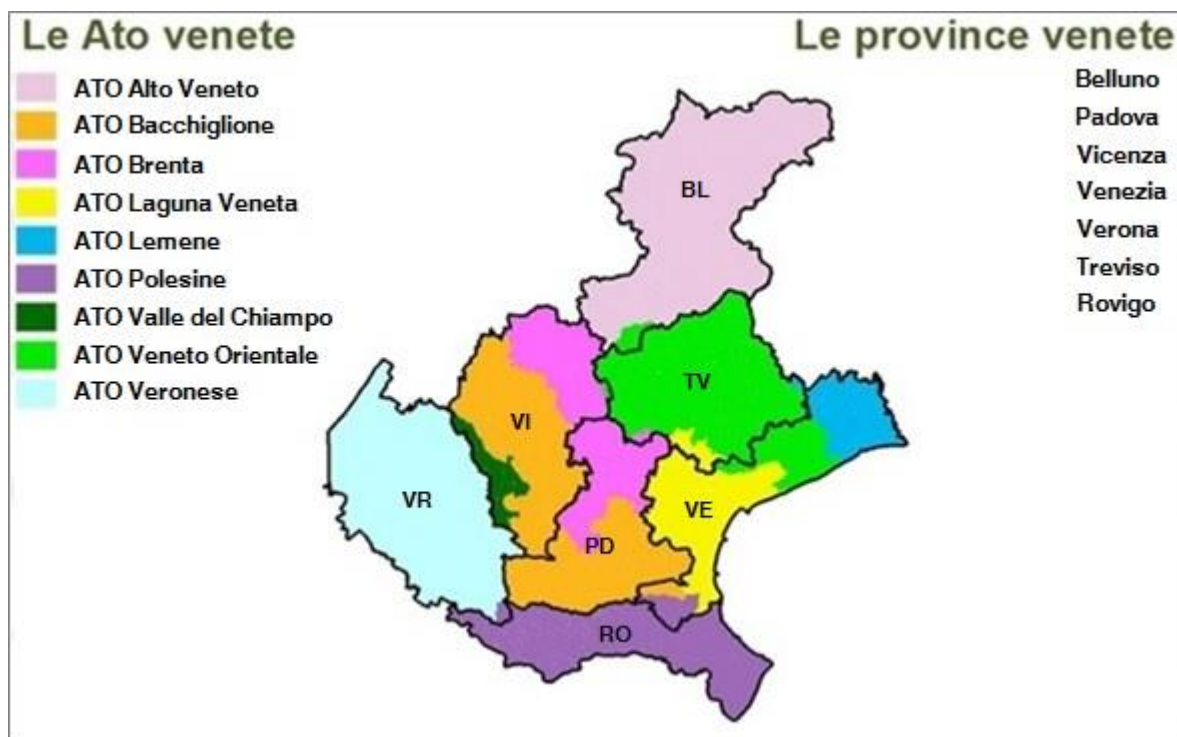 Le Ato venete
ATO Alto Veneto
ATO Bacchiglione
ATO Brenta
ATO Laguna Veneta
ATO Lemene
ATO Polesine
ATO Valle del Chiampo
ATO Veneto Orientale
ATO Veronese
Le province venete
Belluno
Padova
Vicenza
Venezia
Verona
Treviso
Rovigo
BL
TV
VI
VR
VE
PD
RO